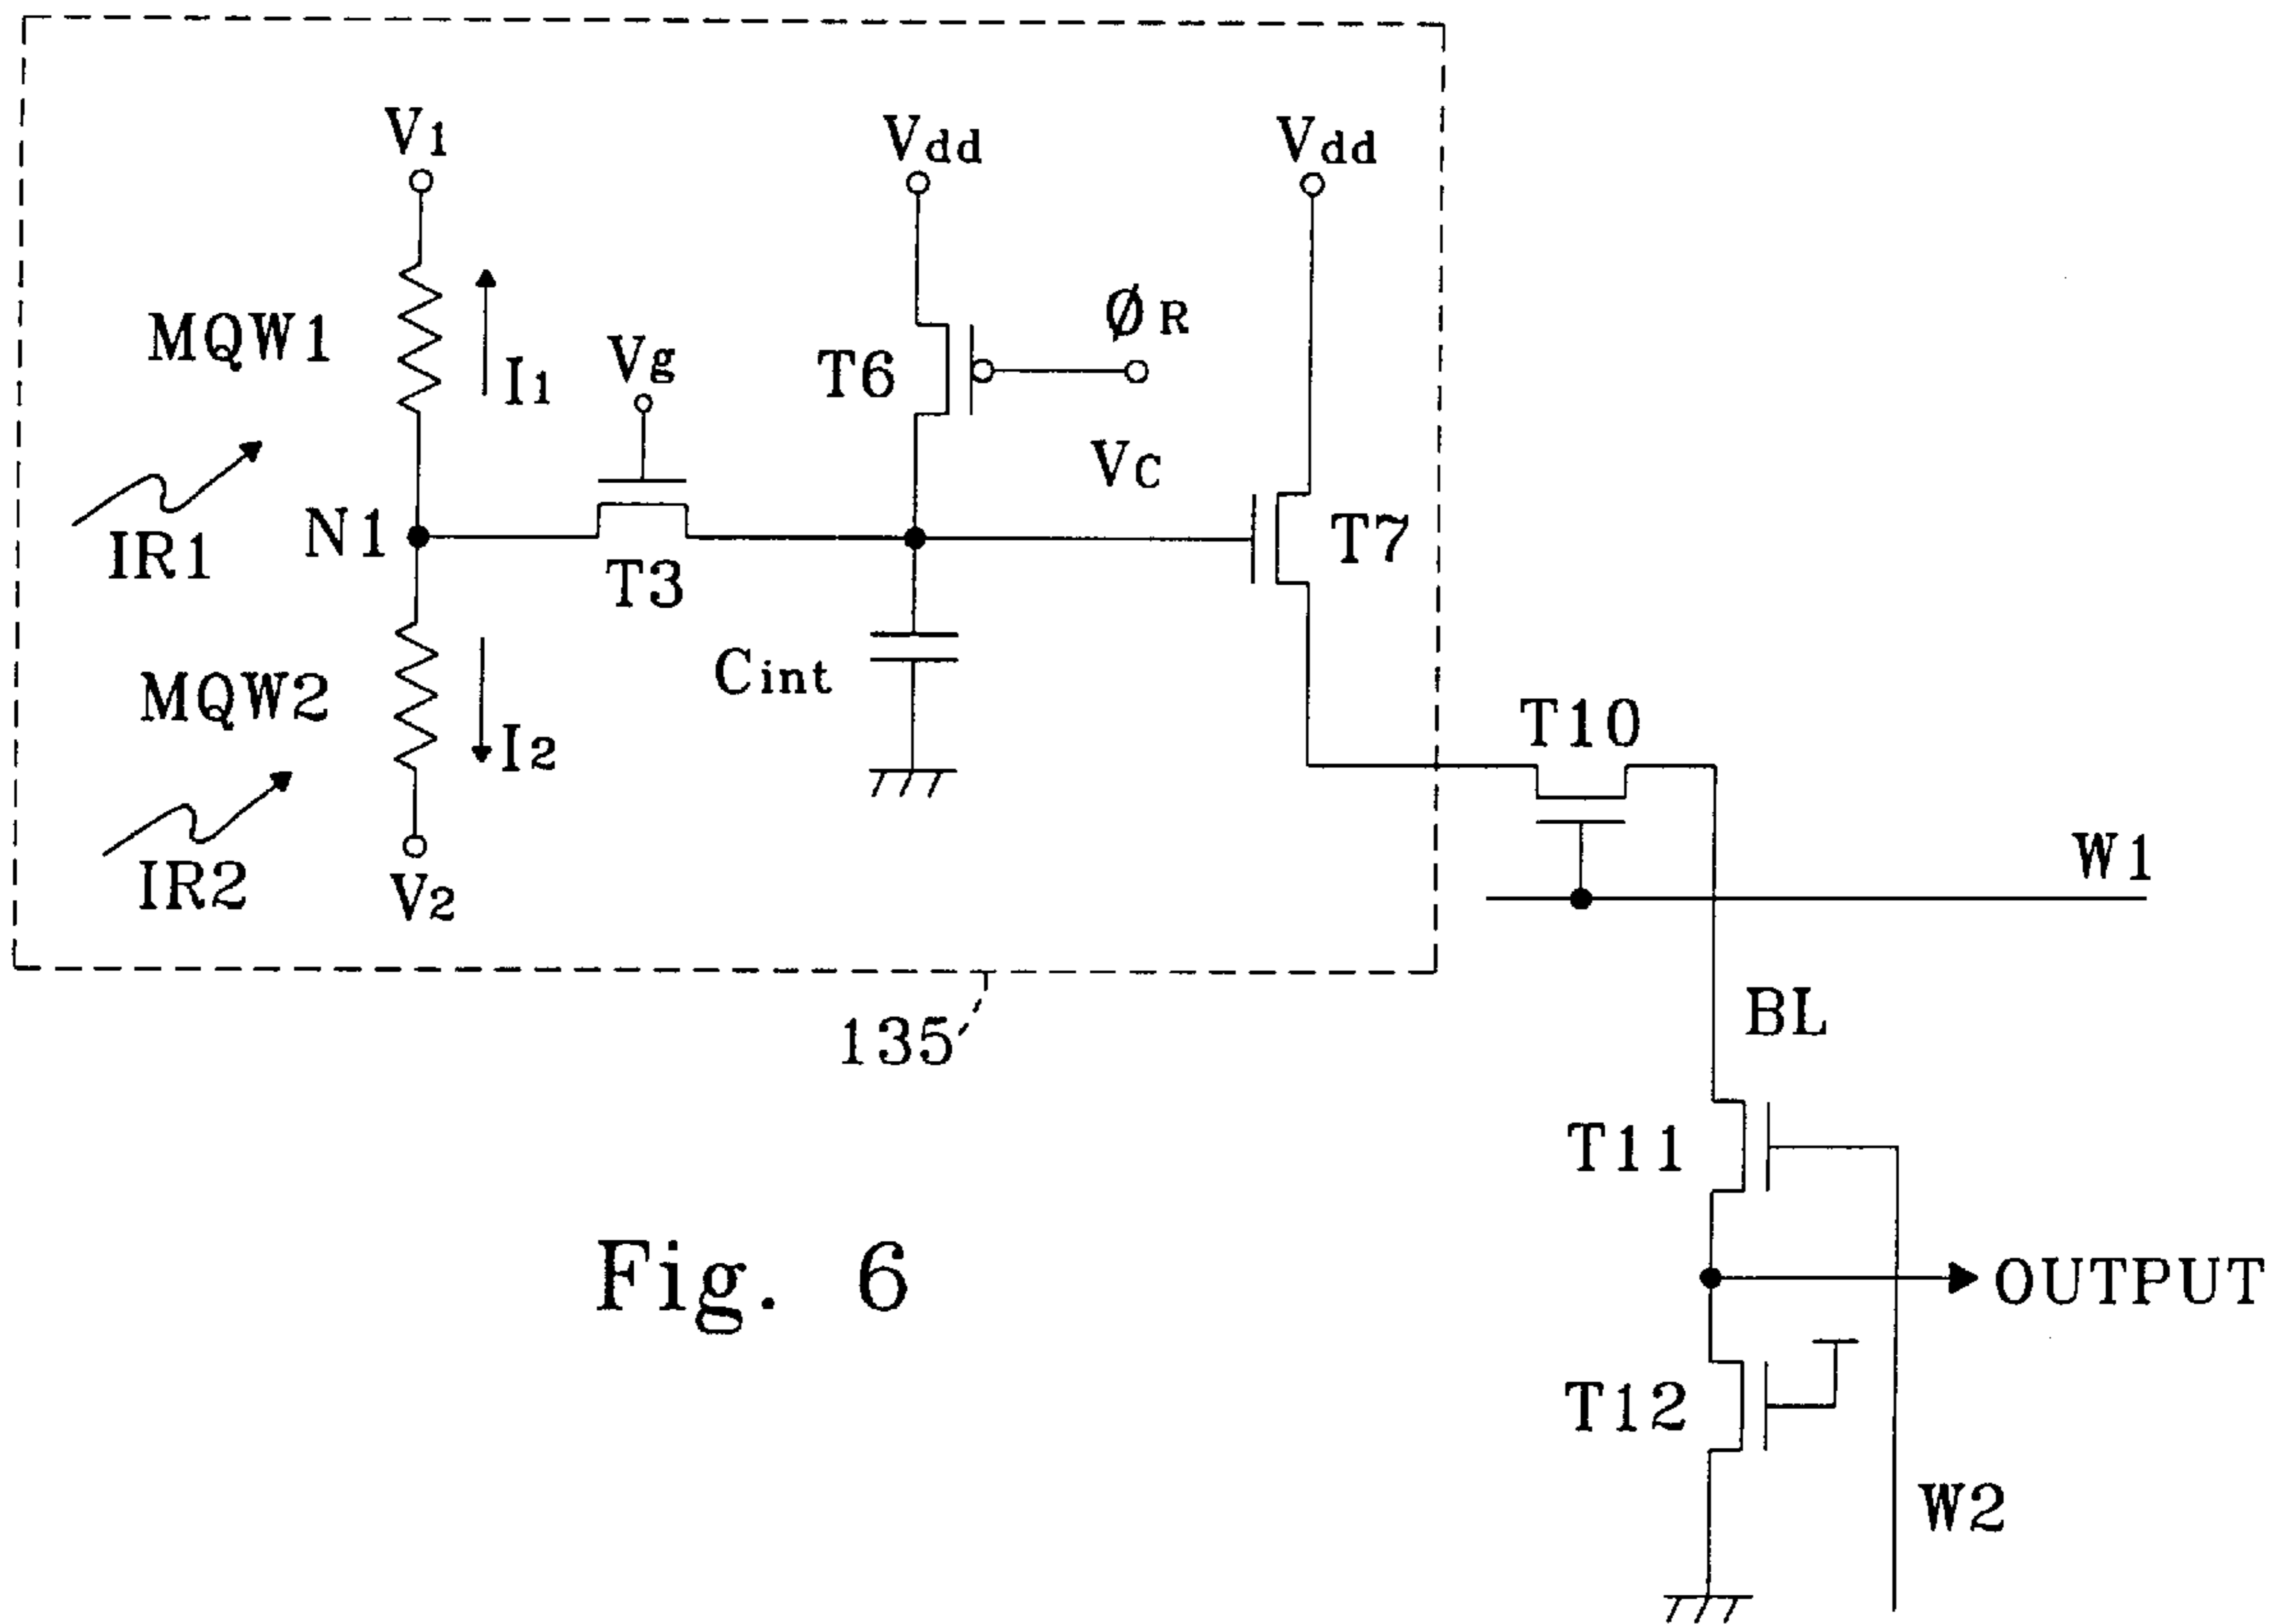 V1
Vdd
Vdd
MQW1
I1
Vg
T6
ØR
VC
IR1
N1
T3
T7
MQW2
I2
Cint
T10
IR2
V2
W1
135
BL
T11
OUTPUT
T12
W2
Fig. 6